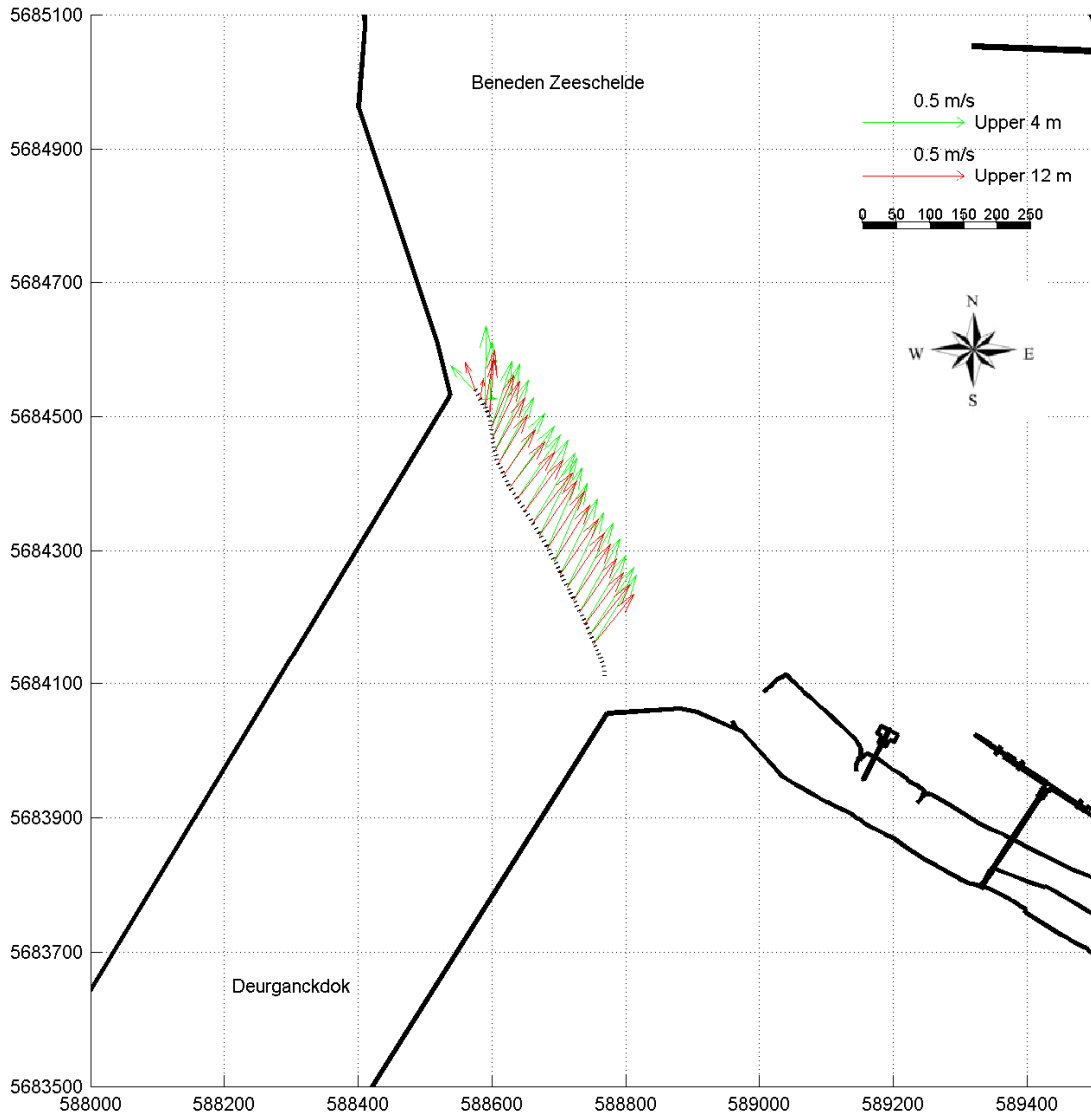 5685100
Beneden Zeeschelde
0.5 m/s
Upper 4 m
5684900
0.5 m/s
Upper 12 m
0 50 100 150 200 250
5684700
N
W E
S
5684500
5684300
5684100
5683900
5683700
Deurganckdok
5683500
588000 588200 588400 588600 588800 589000 589200 589400